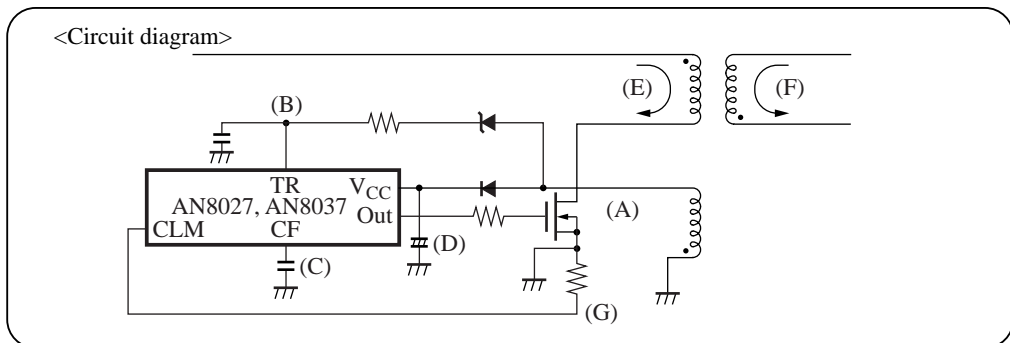 <Circuit diagram>
(E)
(F)
(B)
TR
VCC
(A)
AN8027, AN8037
Out
CLM
CF
(D)
(C)
(G)